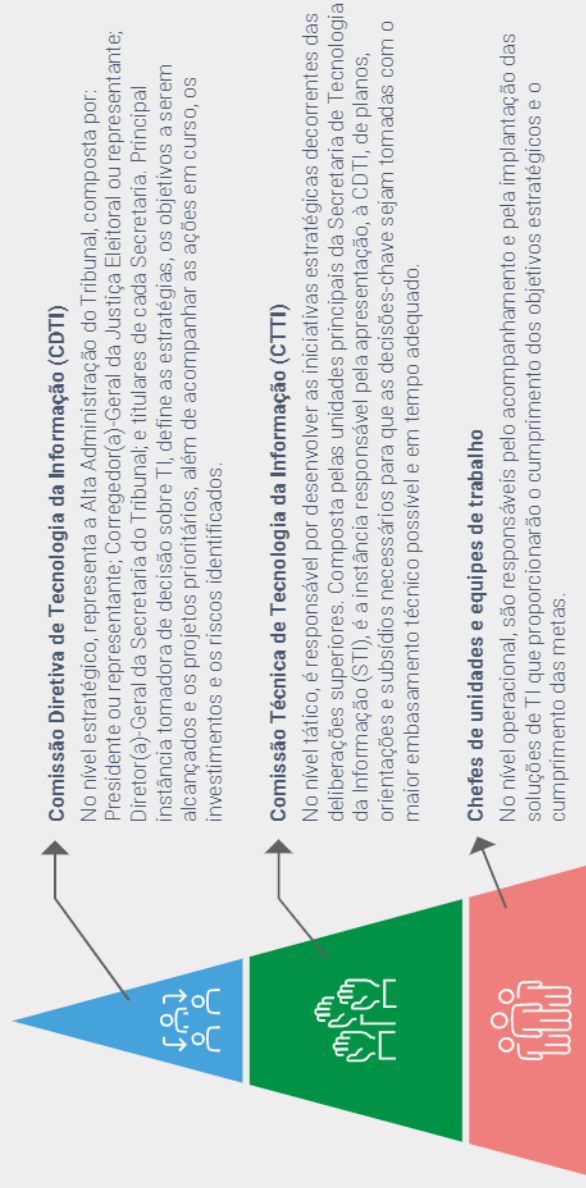 Comissão Diretiva de Tecnologia da Informação (CDTI)
No nível estratégico, representa a Alta Administração do Tribunal, composta por:
Presidente ou representante; Corregedor(a)-Geral da Justiça Eleitoral ou representante;
Diretor(a)-Geral da Secretaria do Tribunal; e titulares de cada Secretaria. Principal
instância tomadora de decisão sobre TI, define as estratégias, os objetivos a serem
alcançados e os projetos prioritários, além de acompanhar as ações em curso, os
investimentos e os riscos identificados.
Comissão Técnica de Tecnologia da Informação (CTTI)
No nível tático, é responsável por desenvolver as iniciativas estratégicas decorrentes das
deliberações superiores. Composta pelas unidades principais da Secretaria de Tecnologia
da Informação (STI), é a instância responsável pela apresentação, à CDTI, de planos,
orientações e subsídios necessários para que as decisões-chave sejam tomadas com o
maior embasamento técnico possível e em tempo adequado.
Chefes de unidades e equipes de trabalho
No nível operacional, são responsáveis pelo acompanhamento e pela implantação das
soluções de TI que proporcionarão o cumprimento dos objetivos estratégicos e o
cumprimento das metas.